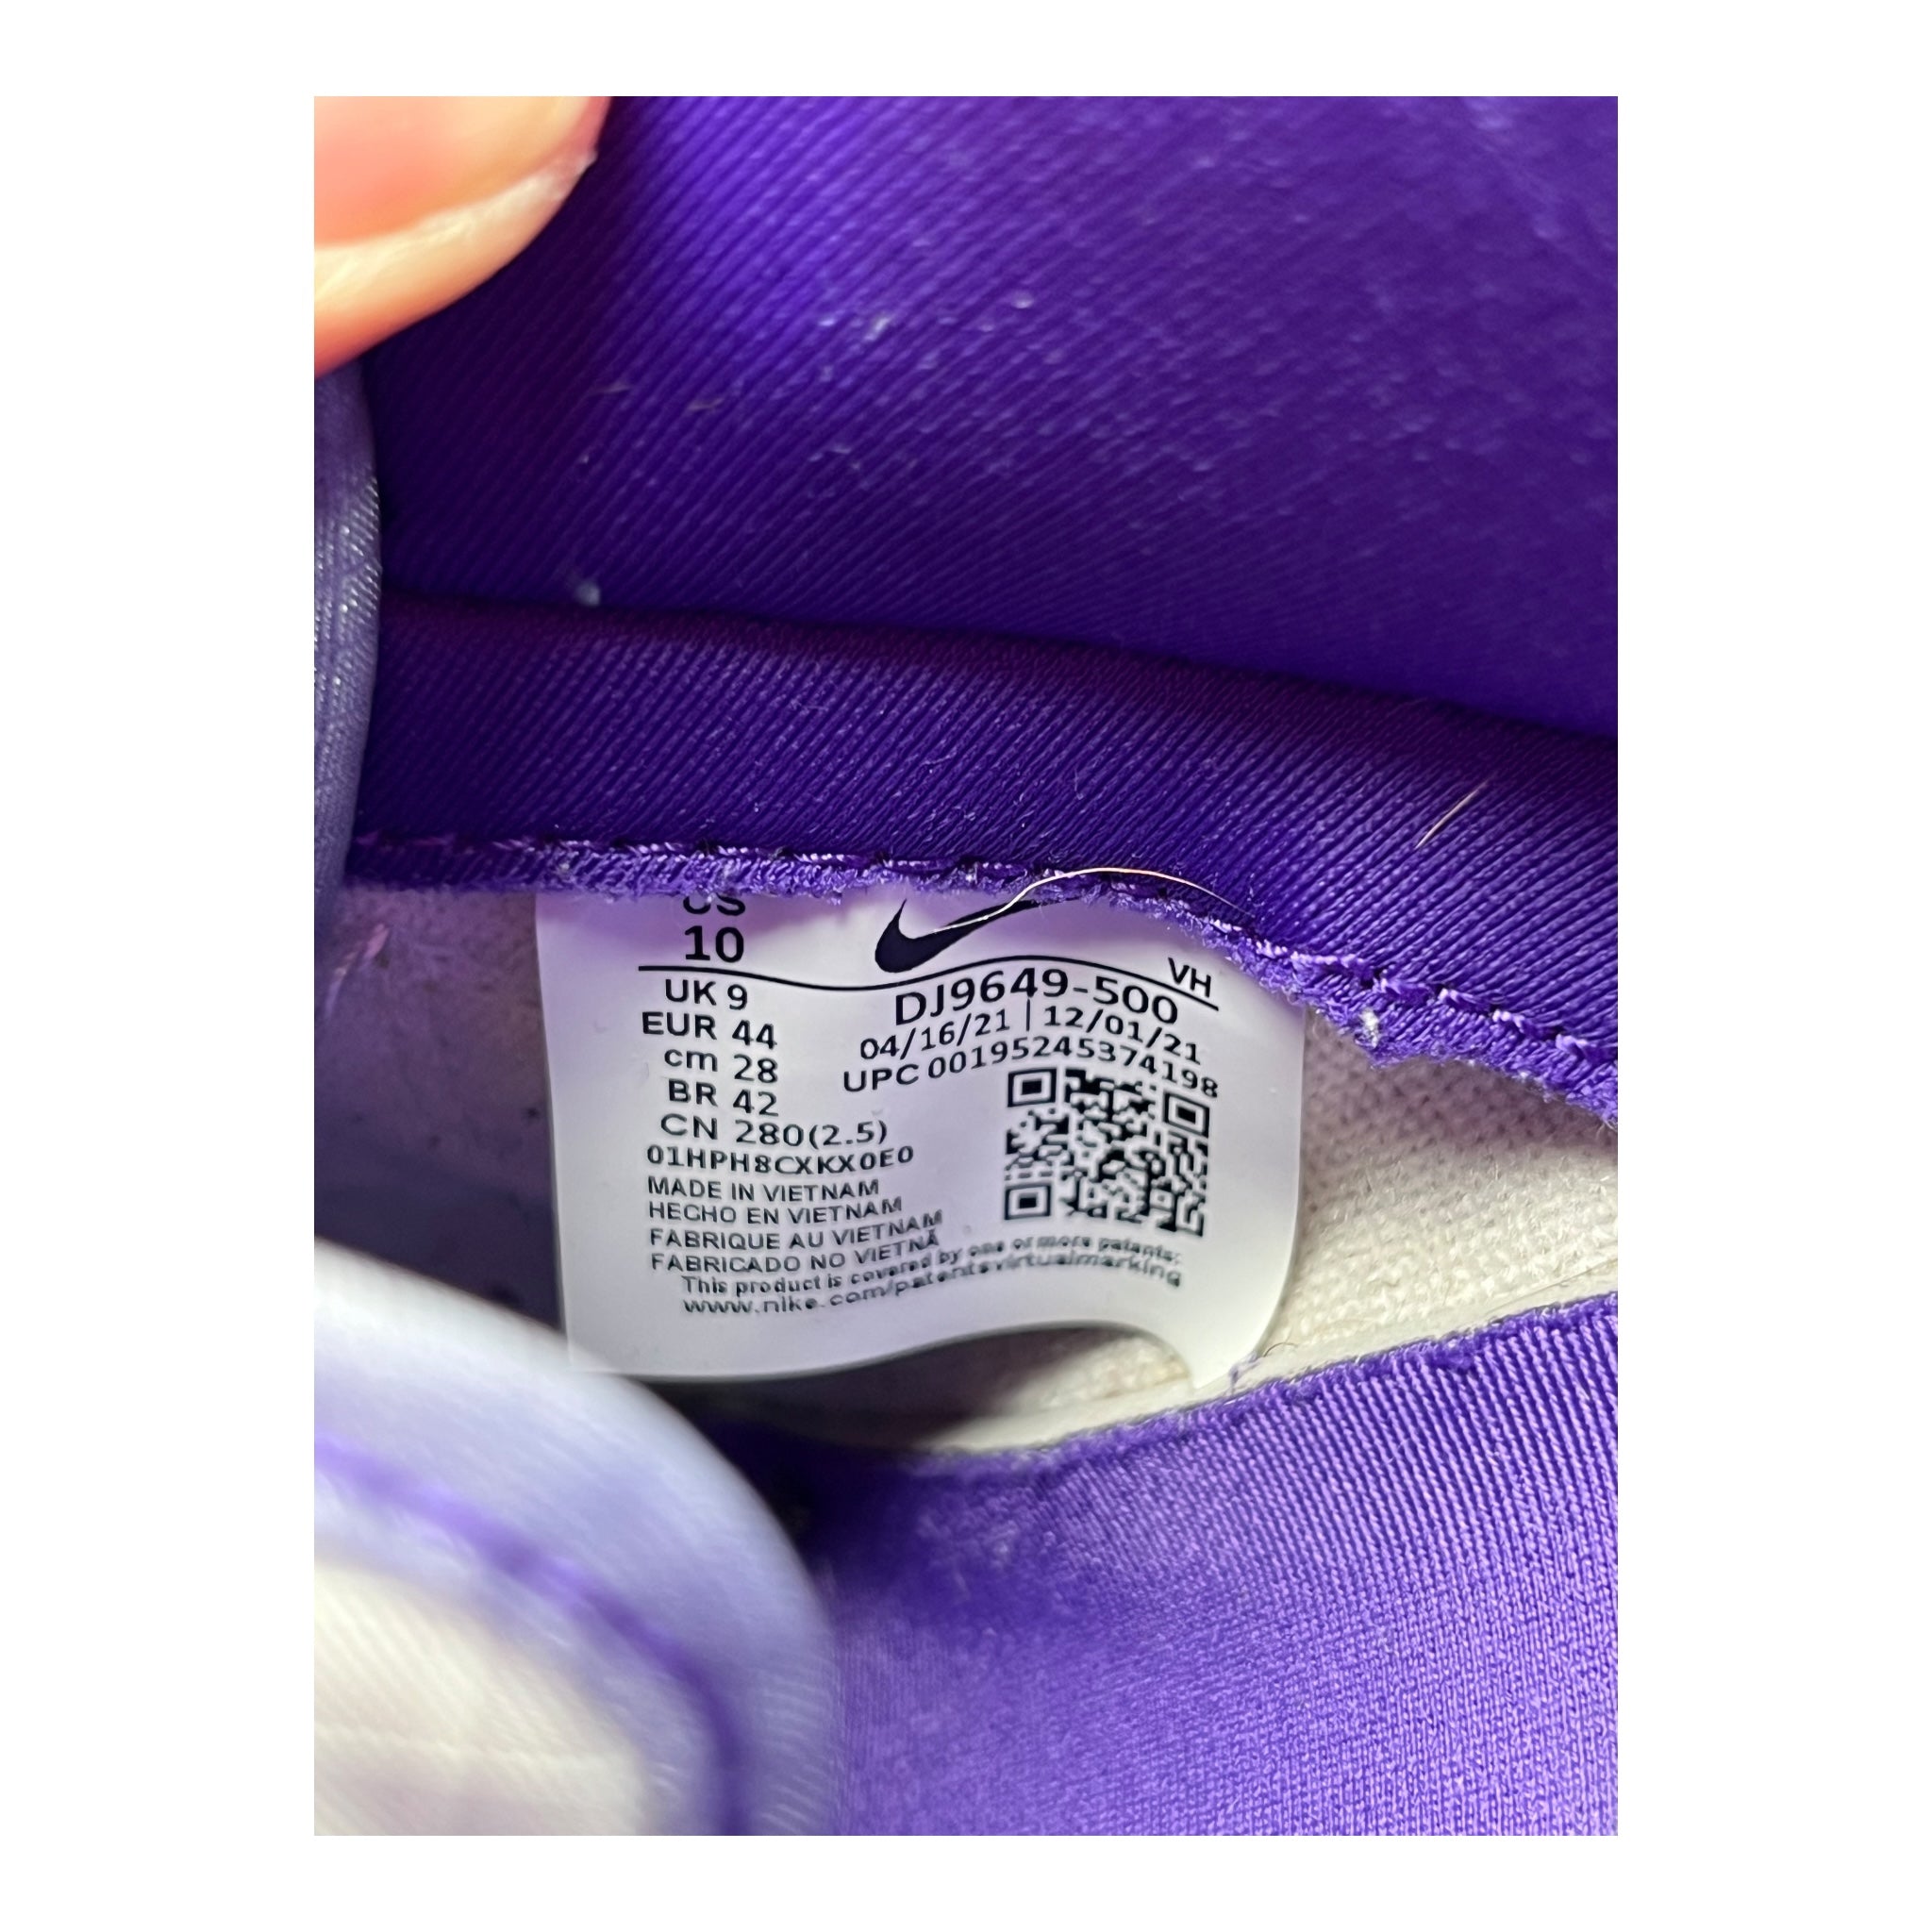 US
10
VH
UK 9
DJ9649-500
EUR 44
04/16/21 | 12/01/21
cm 28
UPC 00195245374198
BR 42
CN 280(2.5)
01HPH8CXKX0E0
MADE IN VIETNAM
HECHO EN VIETNAM
FABRIQUE AU VIETNAM
FABRICADO NO VIETNÃ
This product is covered by one or more patents:
www.nike.com/patentsvirtualmarking